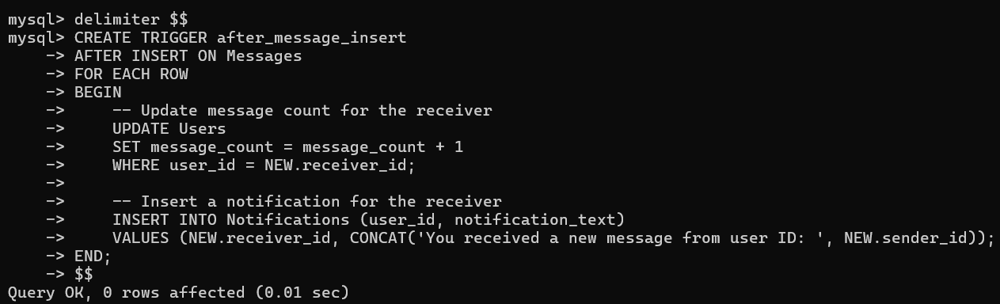 mysql> delimiter $$
mysql> CREATE TRIGGER after_message_insert
    -> AFTER INSERT ON Messages
    -> FOR EACH ROW
    -> BEGIN
    ->     -- Update message count for the receiver
    ->     UPDATE Users
    ->     SET message_count = message_count + 1
    ->     WHERE user_id = NEW.receiver_id;
    ->
    ->     -- Insert a notification for the receiver
    ->     INSERT INTO Notifications (user_id, notification_text)
    ->     VALUES (NEW.receiver_id, CONCAT('You received a new message from user ID: ', NEW.sender_id));
    -> END;
    -> $$
Query OK, 0 rows affected (0.01 sec)